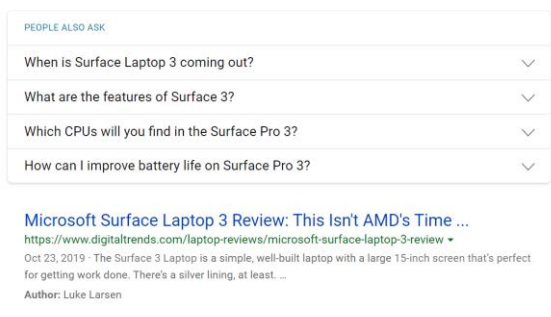 PEOPLE ALSO ASK
When is Surface Laptop 3 coming out?
What are the features of Surface 3?
Which CPUs will you find in the Surface Pro 3?
How can I improve battery life on Surface Pro 3?
Microsoft Surface Laptop 3 Review: This Isn't AMD's Time ...
https://www.digitaltrends.com/laptop-reviews/microsoft-surface-laptop-3-review
Oct 23, 2019 · The Surface 3 Laptop is a simple, well-built laptop with a large 15-inch screen that's perfect
for getting work done. There's a silver lining, at least. ...
Author: Luke Larsen